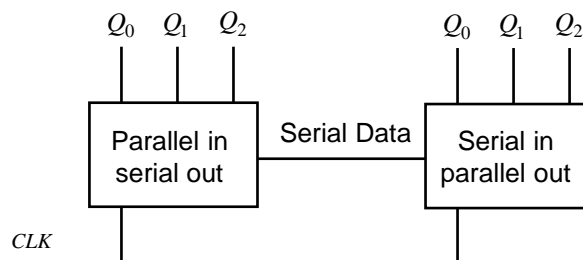 Q0 Q1 Q2 Q0 Q1 Q2
Parallel in
serial out
Serial Data
Serial in
parallel out
CLK